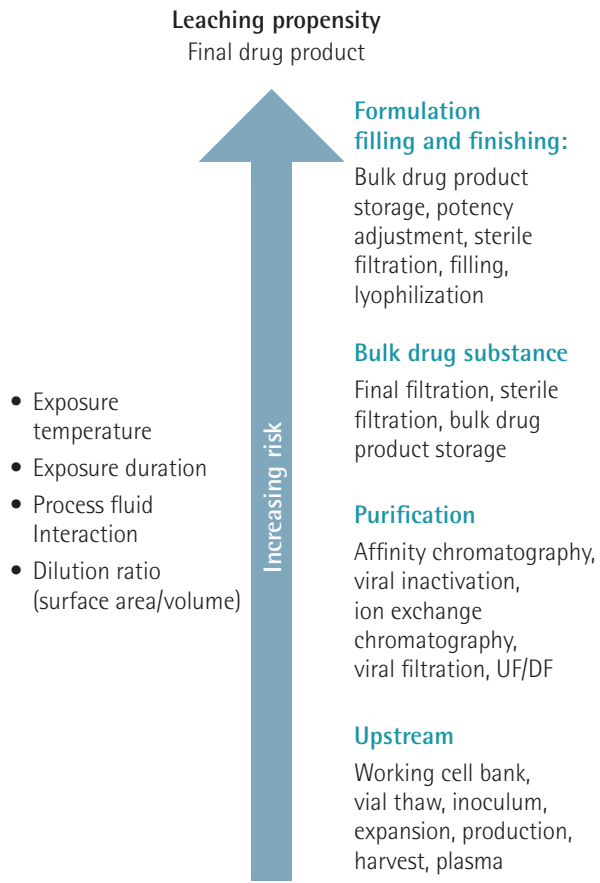 Leaching propensity
Final drug product
Formulation
filling and finishing:
Bulk drug product
storage, potency
adjustment, sterile
filtration, filling,
lyophilization
Bulk drug substance
Final filtration, sterile
filtration, bulk drug
product storage
• Exposure
temperature
• Exposure duration
• Process fluid
Interaction
• Dilution ratio
(surface area/volume)
Increasing risk
Purification
Affinity chromatography,
viral inactivation,
ion exchange
chromatography,
viral filtration, UF/DF
Upstream
Working cell bank,
vial thaw, inoculum,
expansion, production,
harvest, plasma